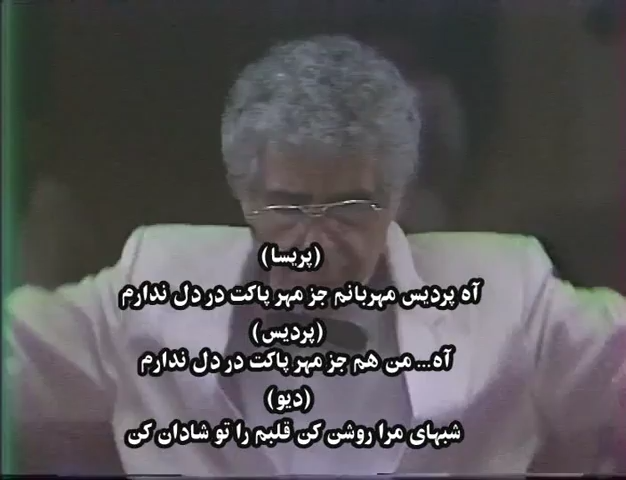 (پریسا)
آه پردیس مهربانم جز مهر پاکت در دل ندارم
(پردیس)
آه... من هم جز مهر پاکت در دل ندارم
(دیو)
شبهای مرا روشن کن قلبم را تو شادان کن